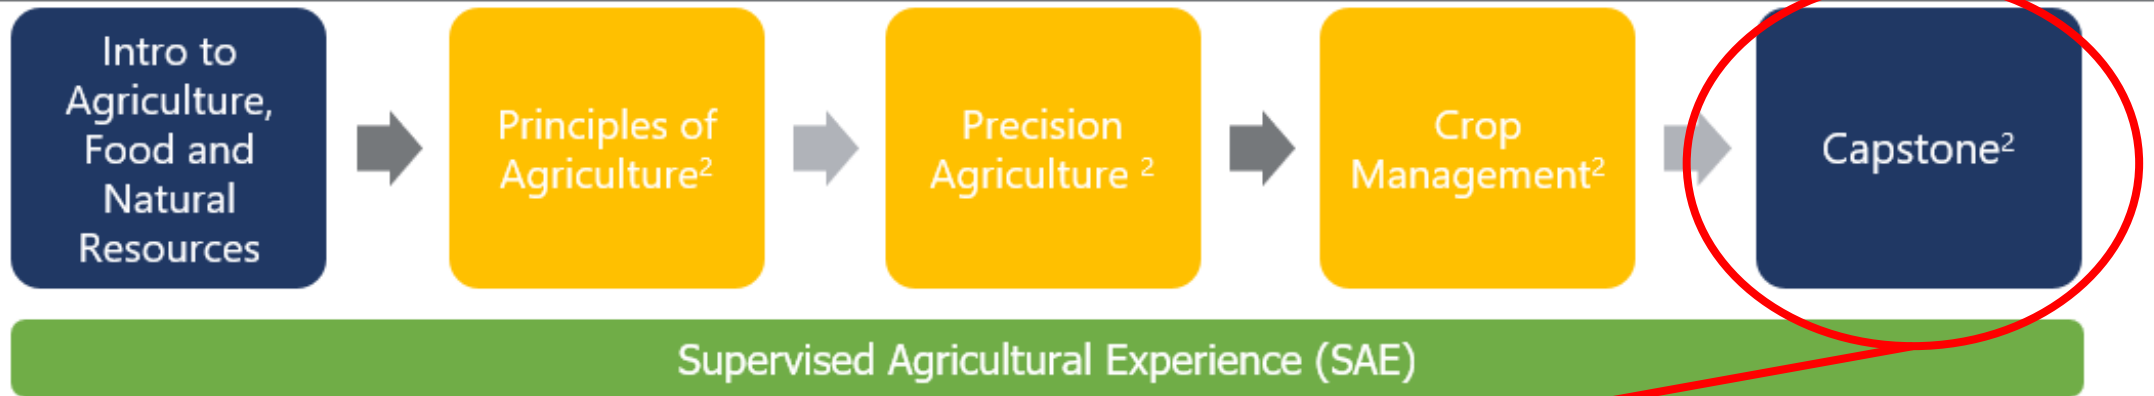 Intro to
Agriculture,
Food and
Natural
Resources
Principles of
Agriculture²
Precision
Agriculture ²
Crop
Management²
Capstone²
Supervised Agricultural Experience (SAE)